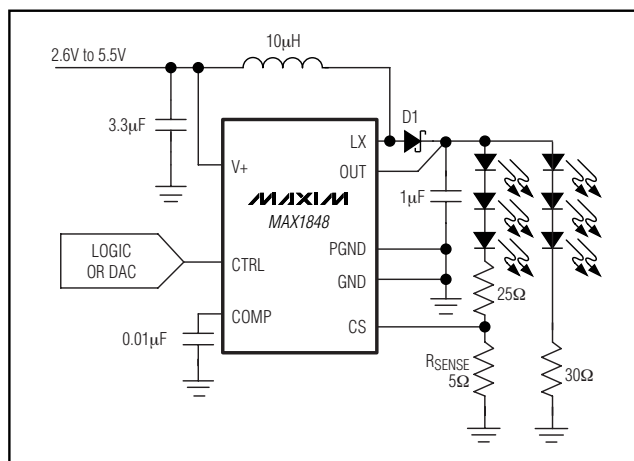 2.6V to 5.5V
10µH
3.3µF
D1
LX
V+
OUT
MAXIM
MAX1848
1µF
LOGIC
OR DAC
CTRL
PGND
GND
25Ω
COMP
CS
0.01µF
RSENSE
5Ω
30Ω